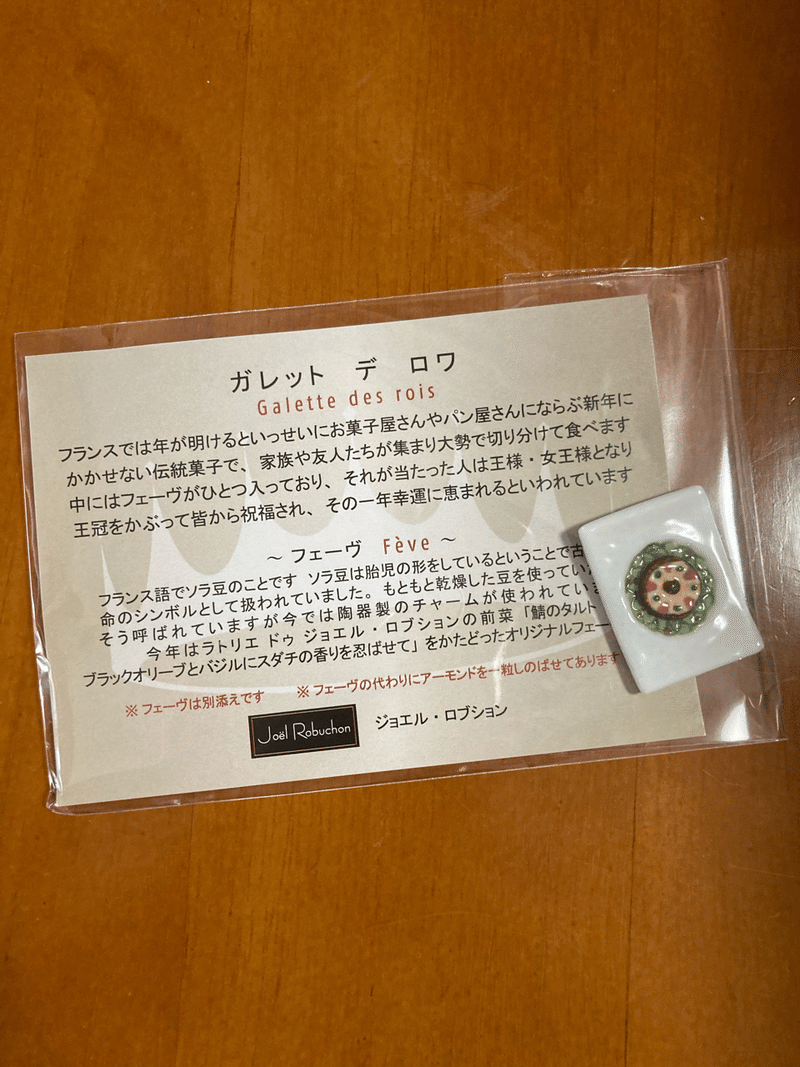 ガレット デ ロワ
Galette des rois
フランスでは年が明けるといっせいにお菓子屋さんやパン屋さんにならぶ新年に
かかせない伝統菓子で、家族や友人たちが集まり大勢で切り分けて食べます
中にはフェーヴがひとつ入っており、それが当たった人は王様・女王様となり
王冠をかぶって皆から祝福され、その一年幸運に恵まれるといわれています
～ フェーヴ Fève ～
フランス語でソラ豆のことです ソラ豆は胎児の形をしているということで古
命のシンボルとして扱われていました。もともと乾燥した豆を使ってい
そう呼ばれていますが今では陶器製のチャームが使われていま
今年はラトリエ ドゥ ジョエル・ロブションの前菜「鯖のタルト
ブラックオリーブとバジルにスダチの香りを忍ばせて」をかたどったオリジナルフェー
※ フェーヴは別添えです ※ フェーヴの代わりにアーモンドを一粒しのばせてあります
Joël Robuchon ジョエル・ロブション